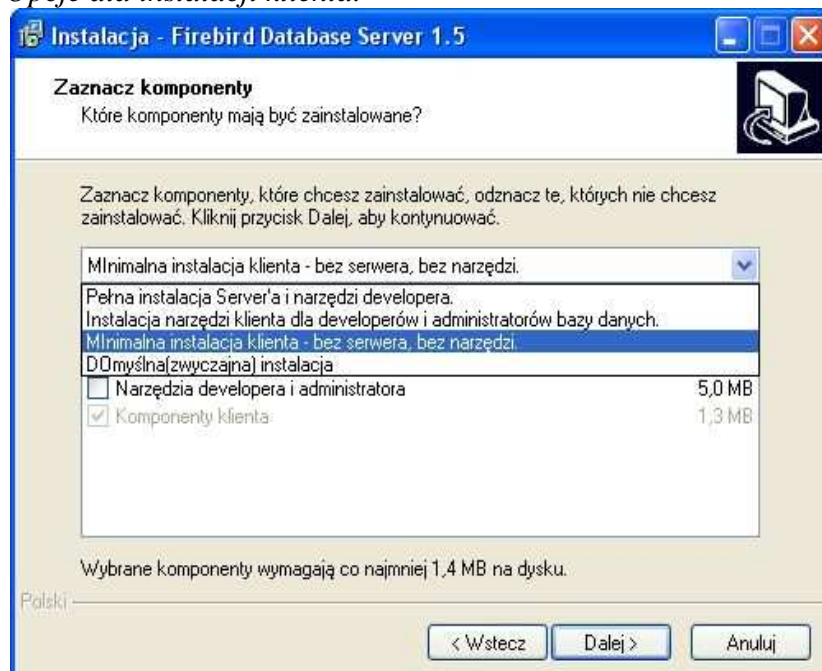 Opcje dla instalacji klienta:
Instalacja - Firebird Database Server 1.5
Zaznacz komponenty
Które komponenty mają być zainstalowane?
Zaznacz komponenty, które chcesz zainstalować, odznacz te, których nie chcesz
zainstalować. Kliknij przycisk Dalej, aby kontynuować.
MInimalna instalacja klienta - bez serwera, bez narzędzi.
Pełna instalacja Server'a i narzędzi developera.
Instalacja narzędzi klienta dla developerów i administratorów bazy danych.
MInimalna instalacja klienta - bez serwera, bez narzędzi.
DOmyślna(zwyczajna) instalacja
Narzędzia developera i administratora 5,0 MB
Komponenty klienta 1,3 MB
Wybrane komponenty wymagają co najmniej 1,4 MB na dysku.
Polski
< Wstecz Dalej > Anuluj